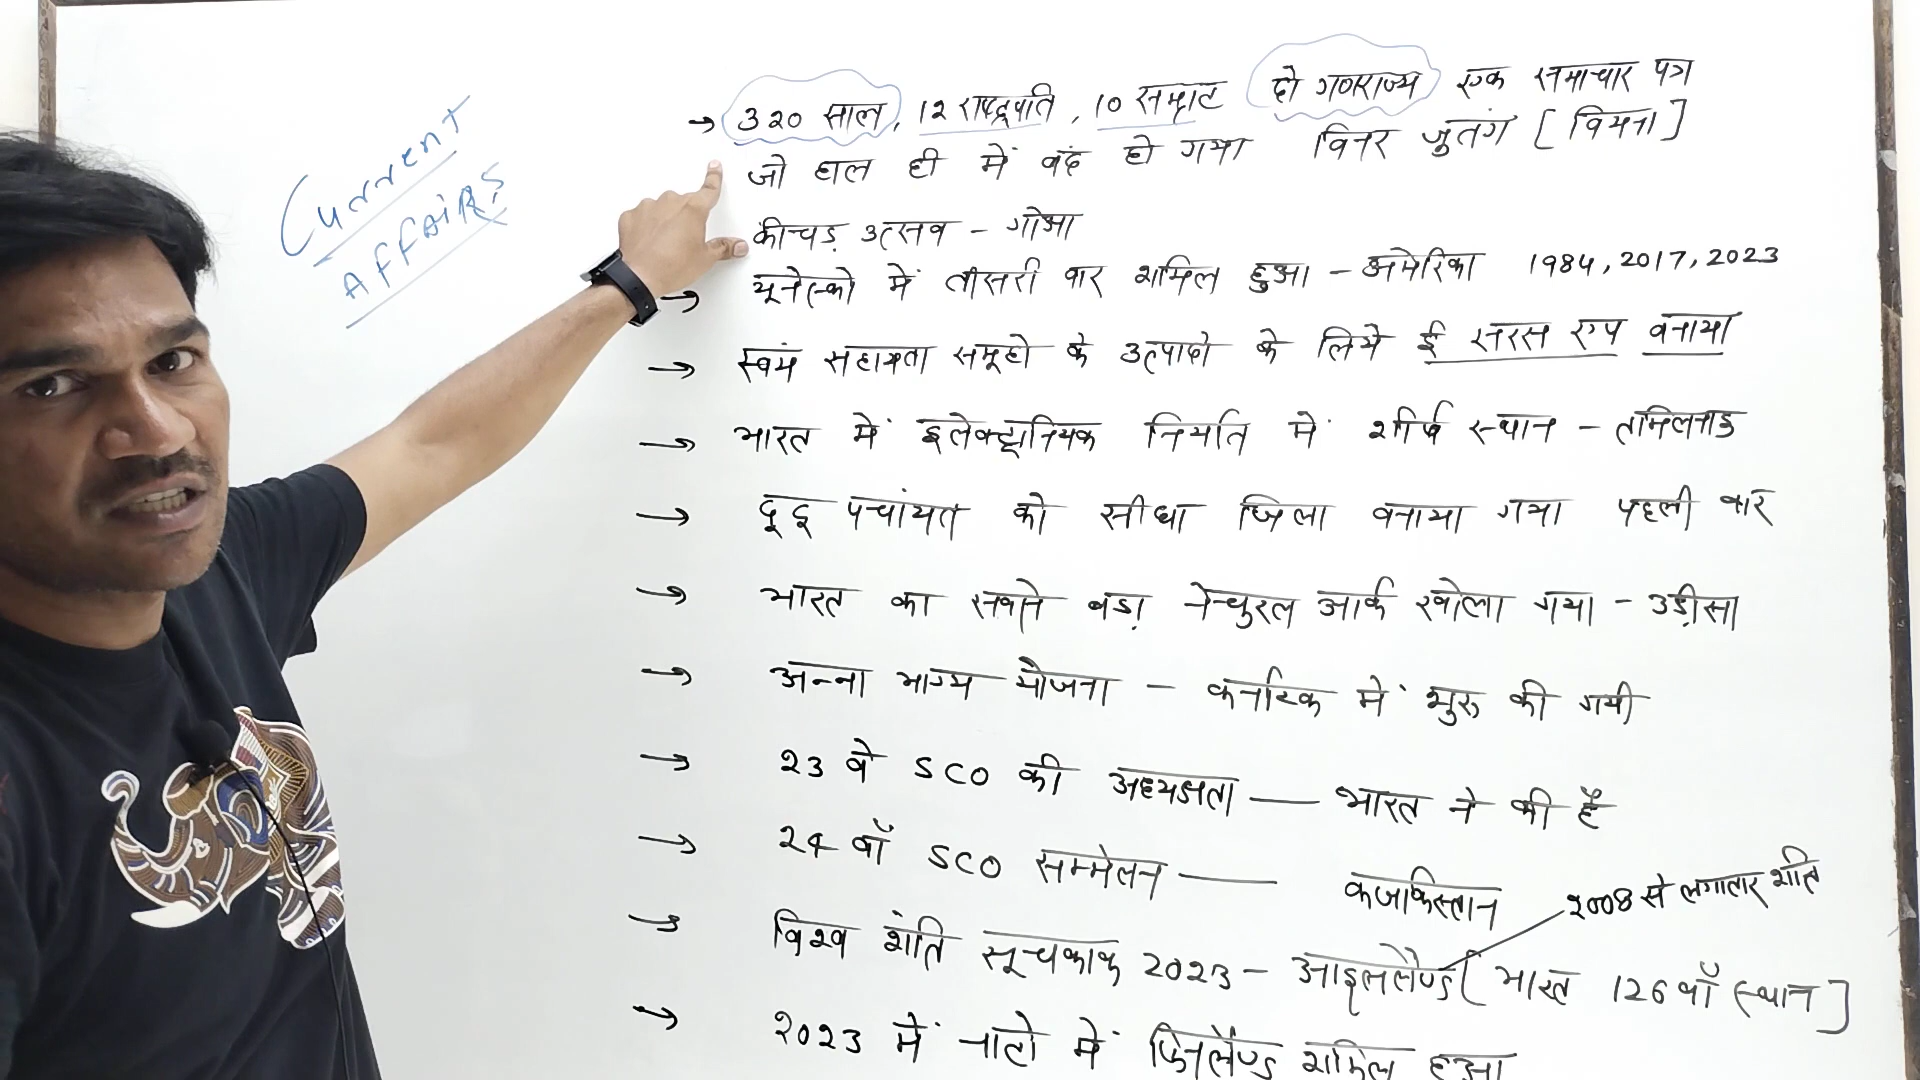 Current
Affairs
→ 320 साल, 12 राष्ट्रपति, 10 सम्राट दो गणराज्य एक समाचार पत्र
जो हाल ही में बंद हो गया विनर जुतंग [वियना]
कीचड़ उत्सव - गोआ
→ यूनेस्को में तीसरी बार शामिल हुआ - अमेरिका 1984, 2017, 2023
→ स्वयं सहायता समूहो के उत्पादो के लिये ई सरस एप बनाया
→ भारत में इलेक्ट्रानियक निर्यात में शीर्ष स्थान - तमिलनाडु
→ दूदू पंचायत को सीधा जिला बनाया गया पहली बार
→ भारत का सबसे बड़ा नेन्चुरल आर्क खोला गया - उड़ीसा
→ अन्ना भाग्य योजना - कर्नाटक में शुरु की गयी
→ 23 वे SCO की अध्यक्षता — भारत ने की है
→ 24 वाँ SCO सम्मेलन — कजाकिस्तान
2008 से लगातार शांति
→ विश्व शंति सूचकाक 2023 - आइसलैण्ड [भारत 126 वाँ स्थान]
→ 2023 में नाटो में फिनलैण्ड शामिल हुआ